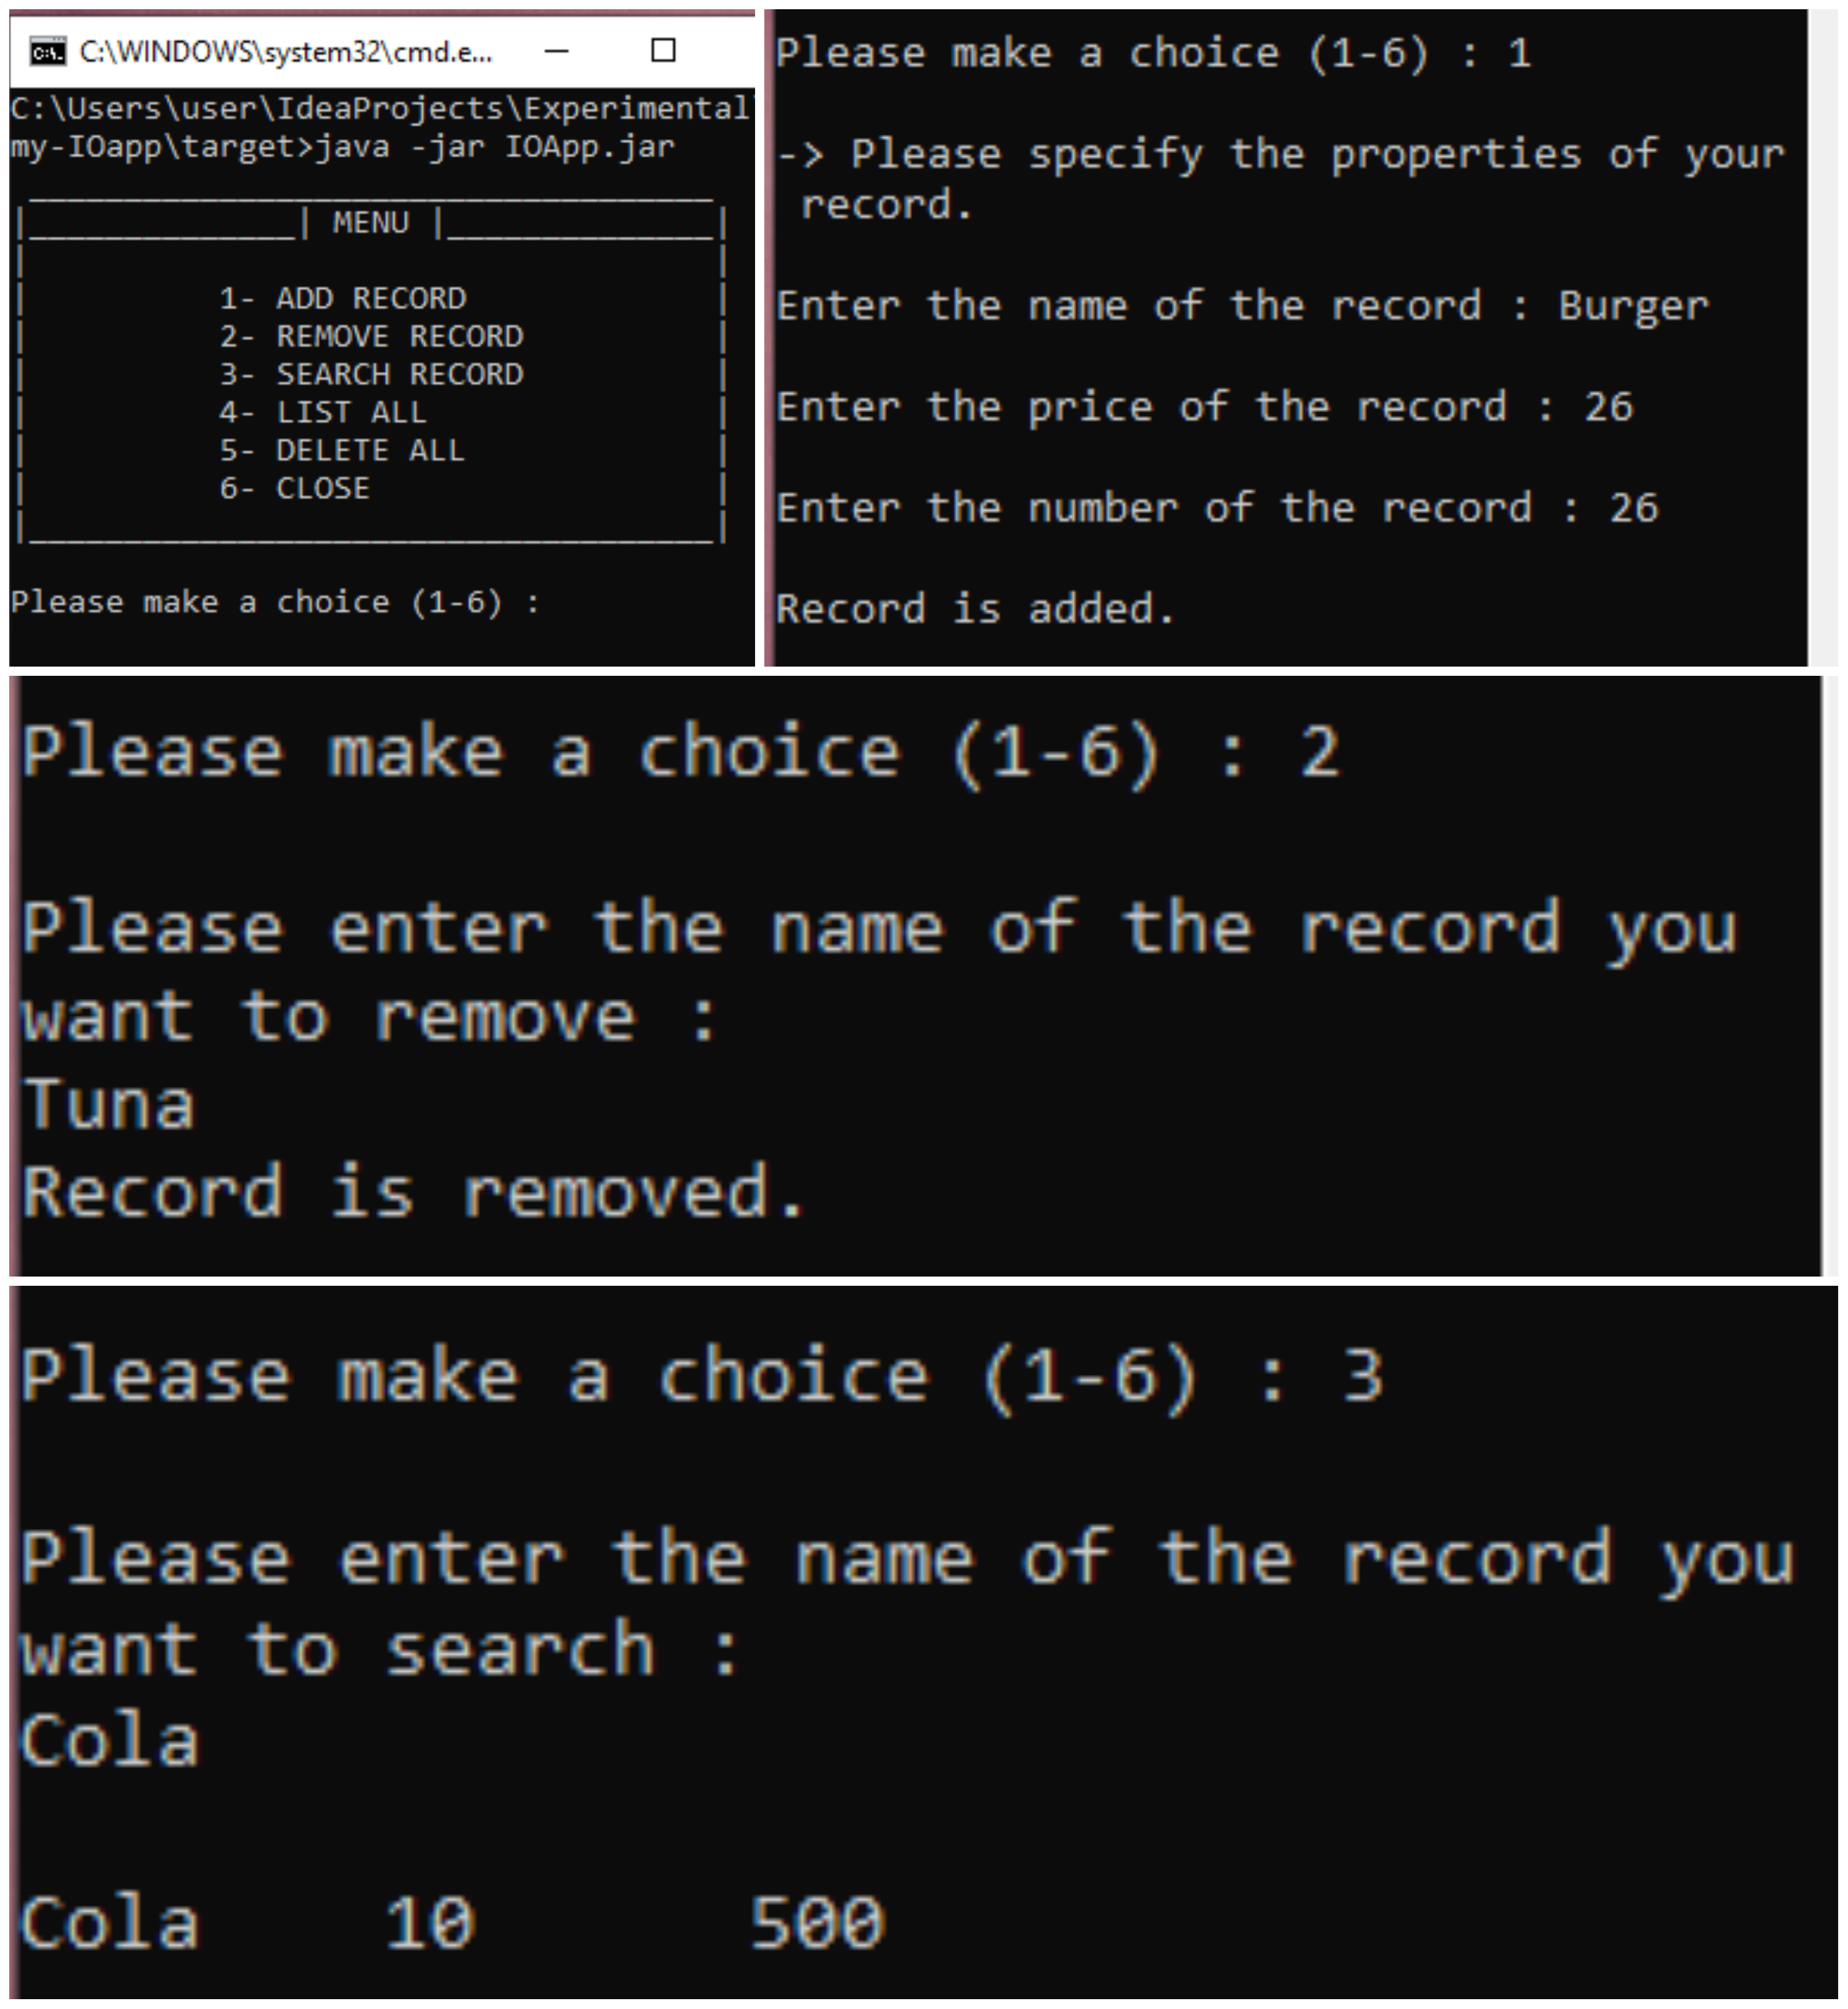 C:\WINDOWS\system32\cmd.e...
C:\Users\user\IdeaProjects\Experimental\
my-IOapp\target>java -jar IOApp.jar
| MENU |
1- ADD RECORD
2- REMOVE RECORD
3- SEARCH RECORD
4- LIST ALL
5- DELETE ALL
6- CLOSE
Please make a choice (1-6) :
Please make a choice (1-6) : 1
-> Please specify the properties of your
record.
Enter the name of the record : Burger
Enter the price of the record : 26
Enter the number of the record : 26
Record is added.
Please make a choice (1-6) : 2
Please enter the name of the record you
want to remove :
Tuna
Record is removed.
Please make a choice (1-6) : 3
Please enter the name of the record you
want to search :
Cola
Cola 10 500